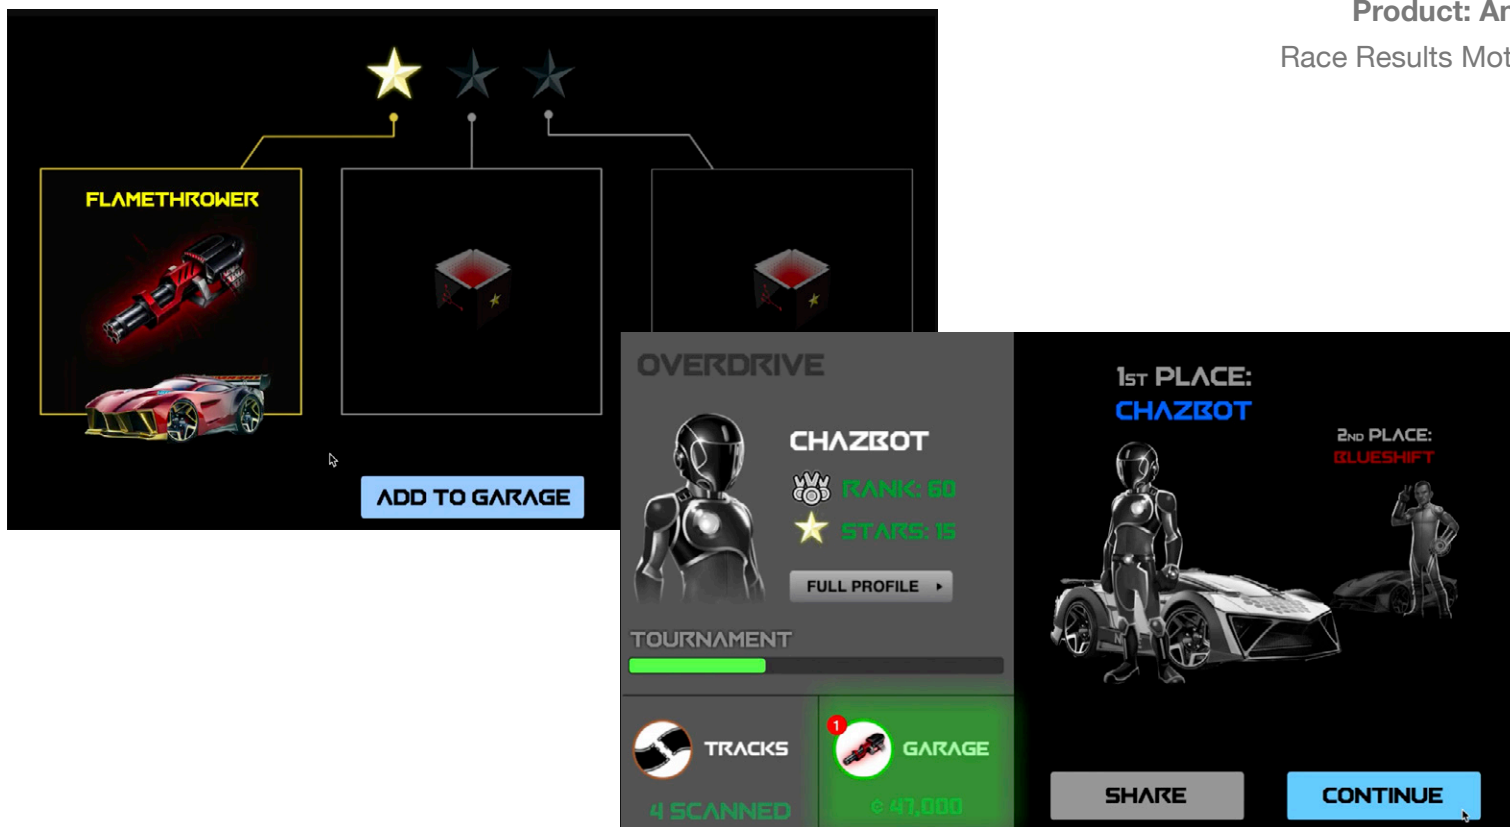 Product: An
Race Results Mot
FLAMETHROWER
ADD TO GARAGE
OVERDRIVE
CHAZBOT
RANK: 60
STARS: 15
FULL PROFILE
TOURNAMENT
1
TRACKS
GARAGE
4 SCANNED
¢ 47,000
1ST PLACE:
CHAZBOT
2ND PLACE:
BLUESHIFT
SHARE
CONTINUE